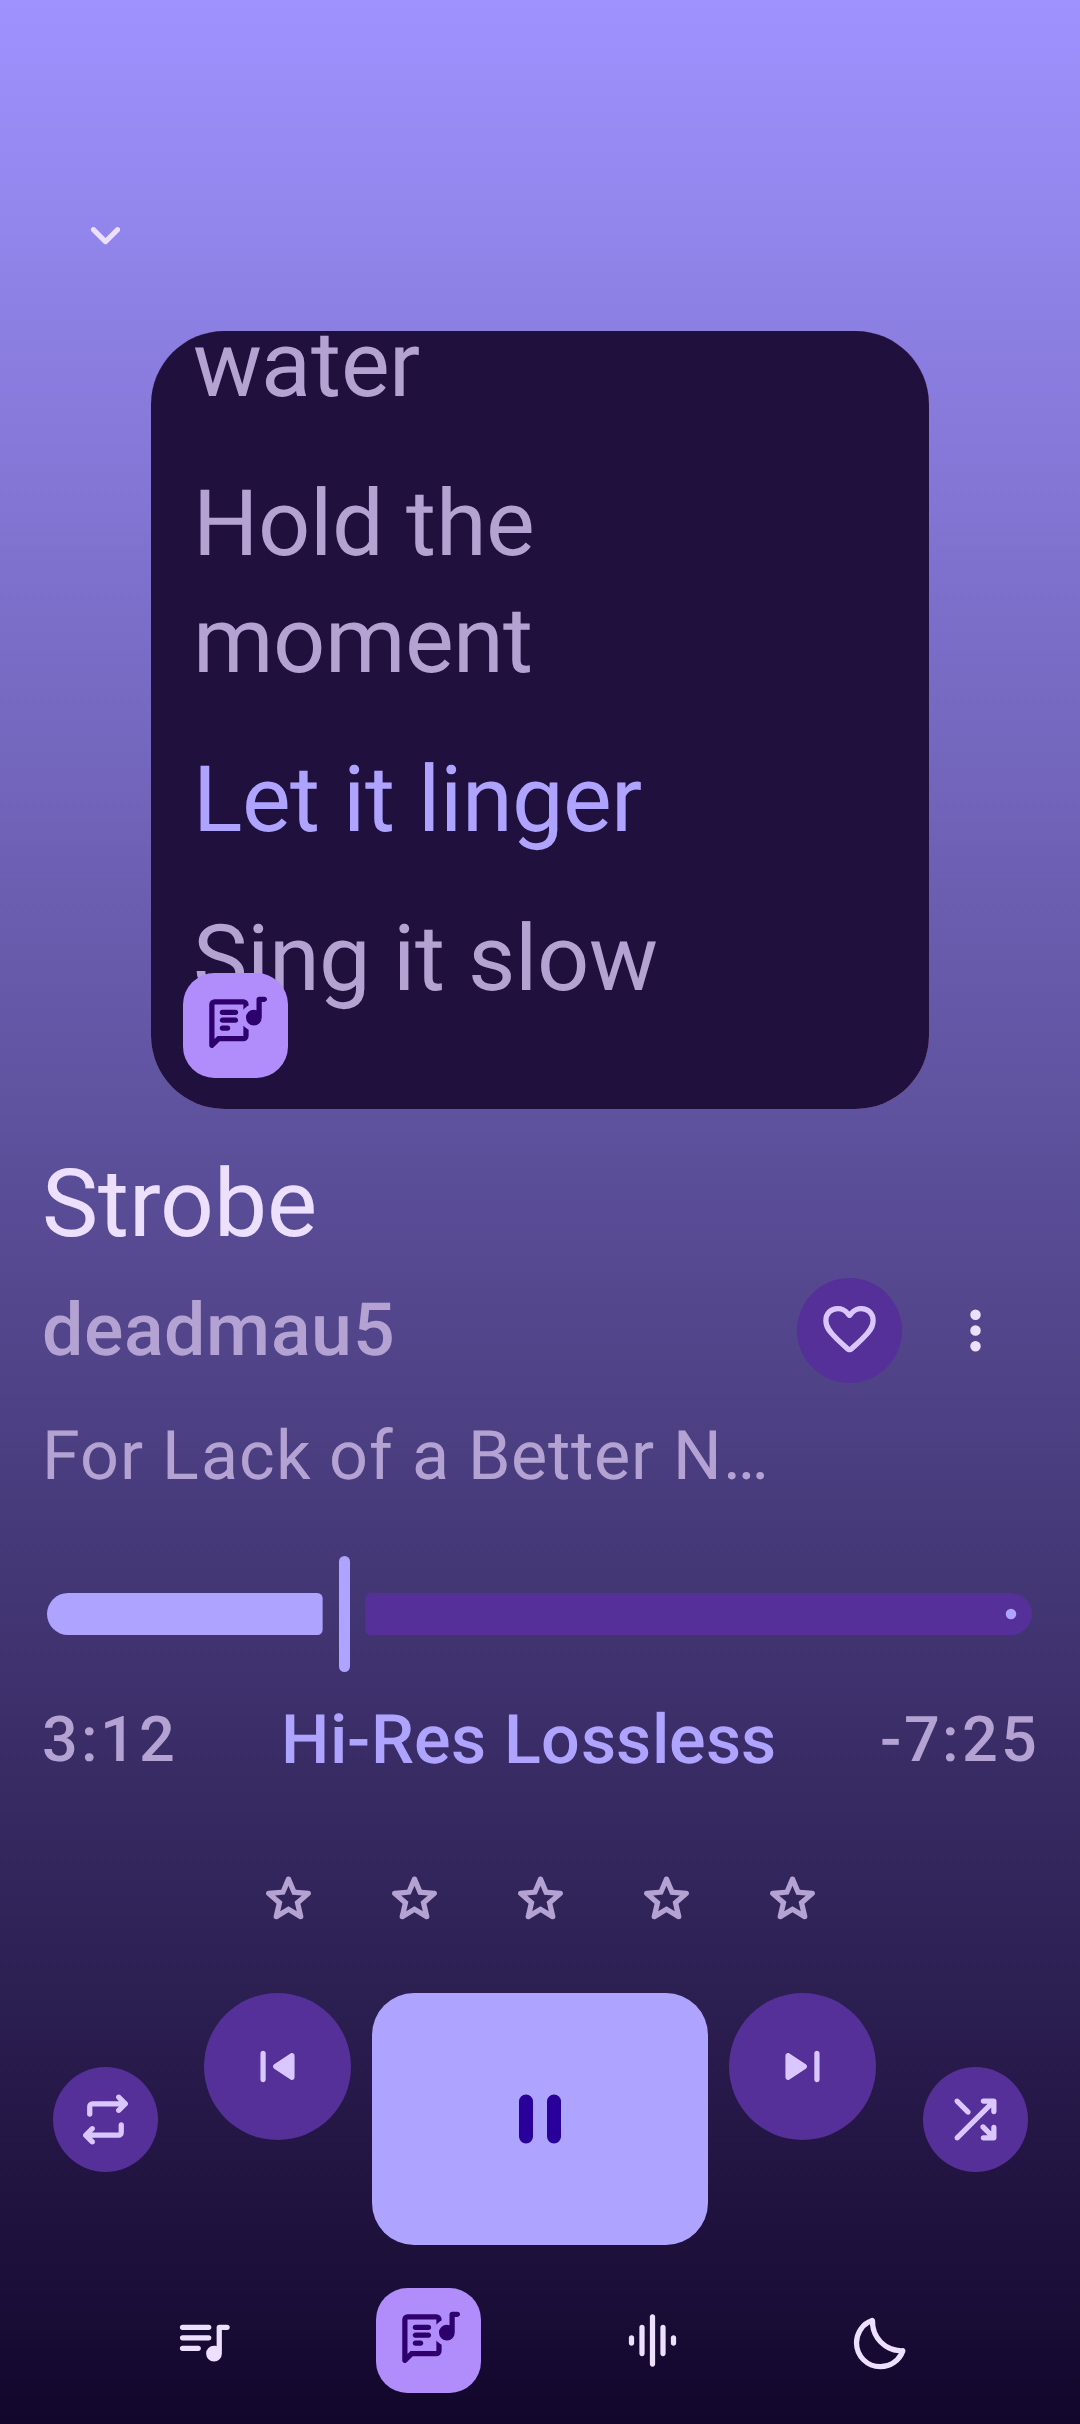 water
Hold the
moment
Let it linger
Sing it slow
Strobe
deadmau5
For Lack of a Better N…
3:12
Hi-Res Lossless
-7:25